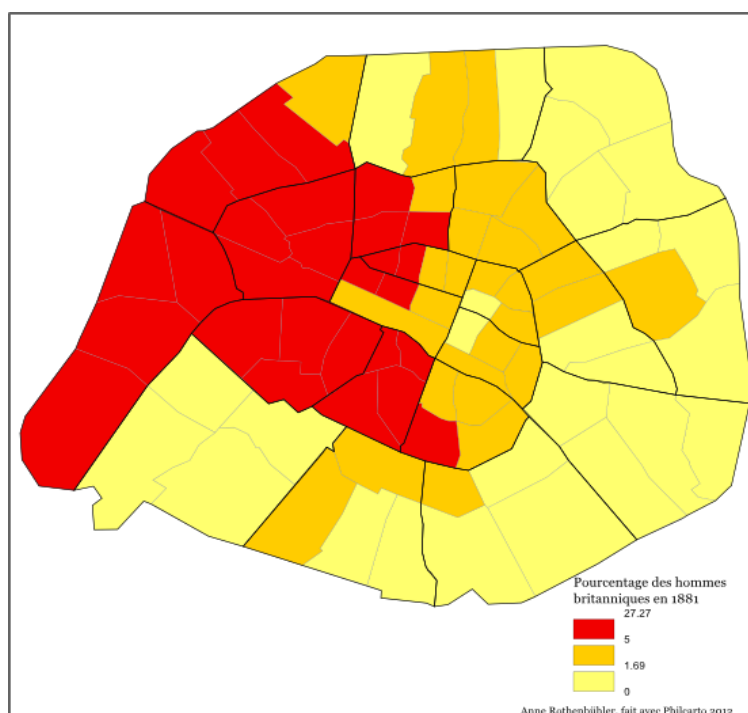 Pourcentage des hommes
britanniques en 1881
27.27
5
1.69
0
Anne Rothenbühler, fait avec Philcarto 2012